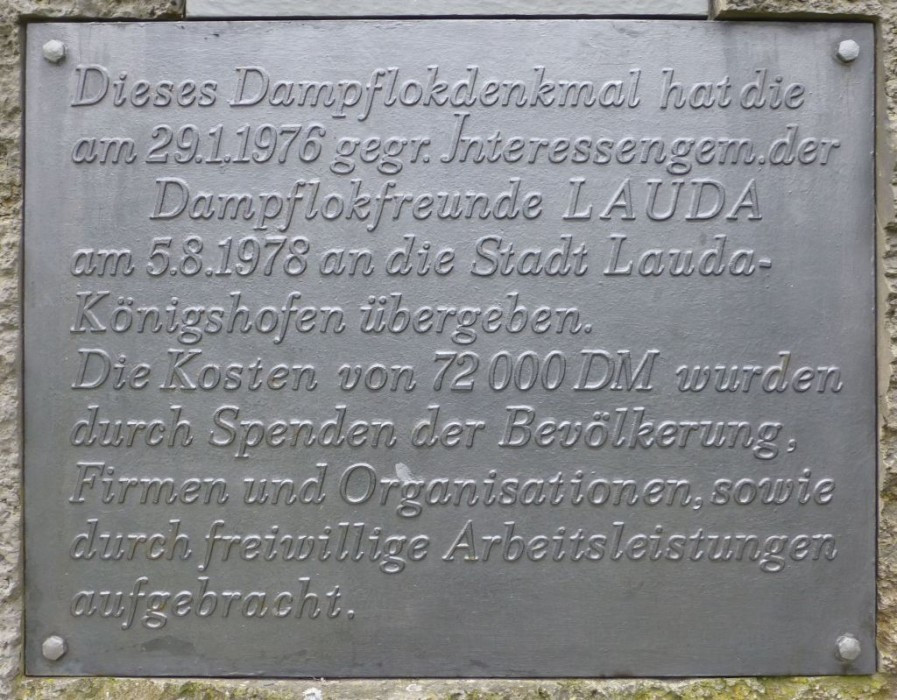 Dieses Dampflokdenkmal hat die
am 29.1.1976 gegr. Interessengem. der
Dampflokfreunde LAUDA
am 5.8.1978 an die Stadt Lauda-
Königshofen übergeben.
Die Kosten von 72 000 DM wurden
durch Spenden der Bevölkerung,
Firmen und Organisationen, sowie
durch freiwillige Arbeitsleistungen
aufgebracht.